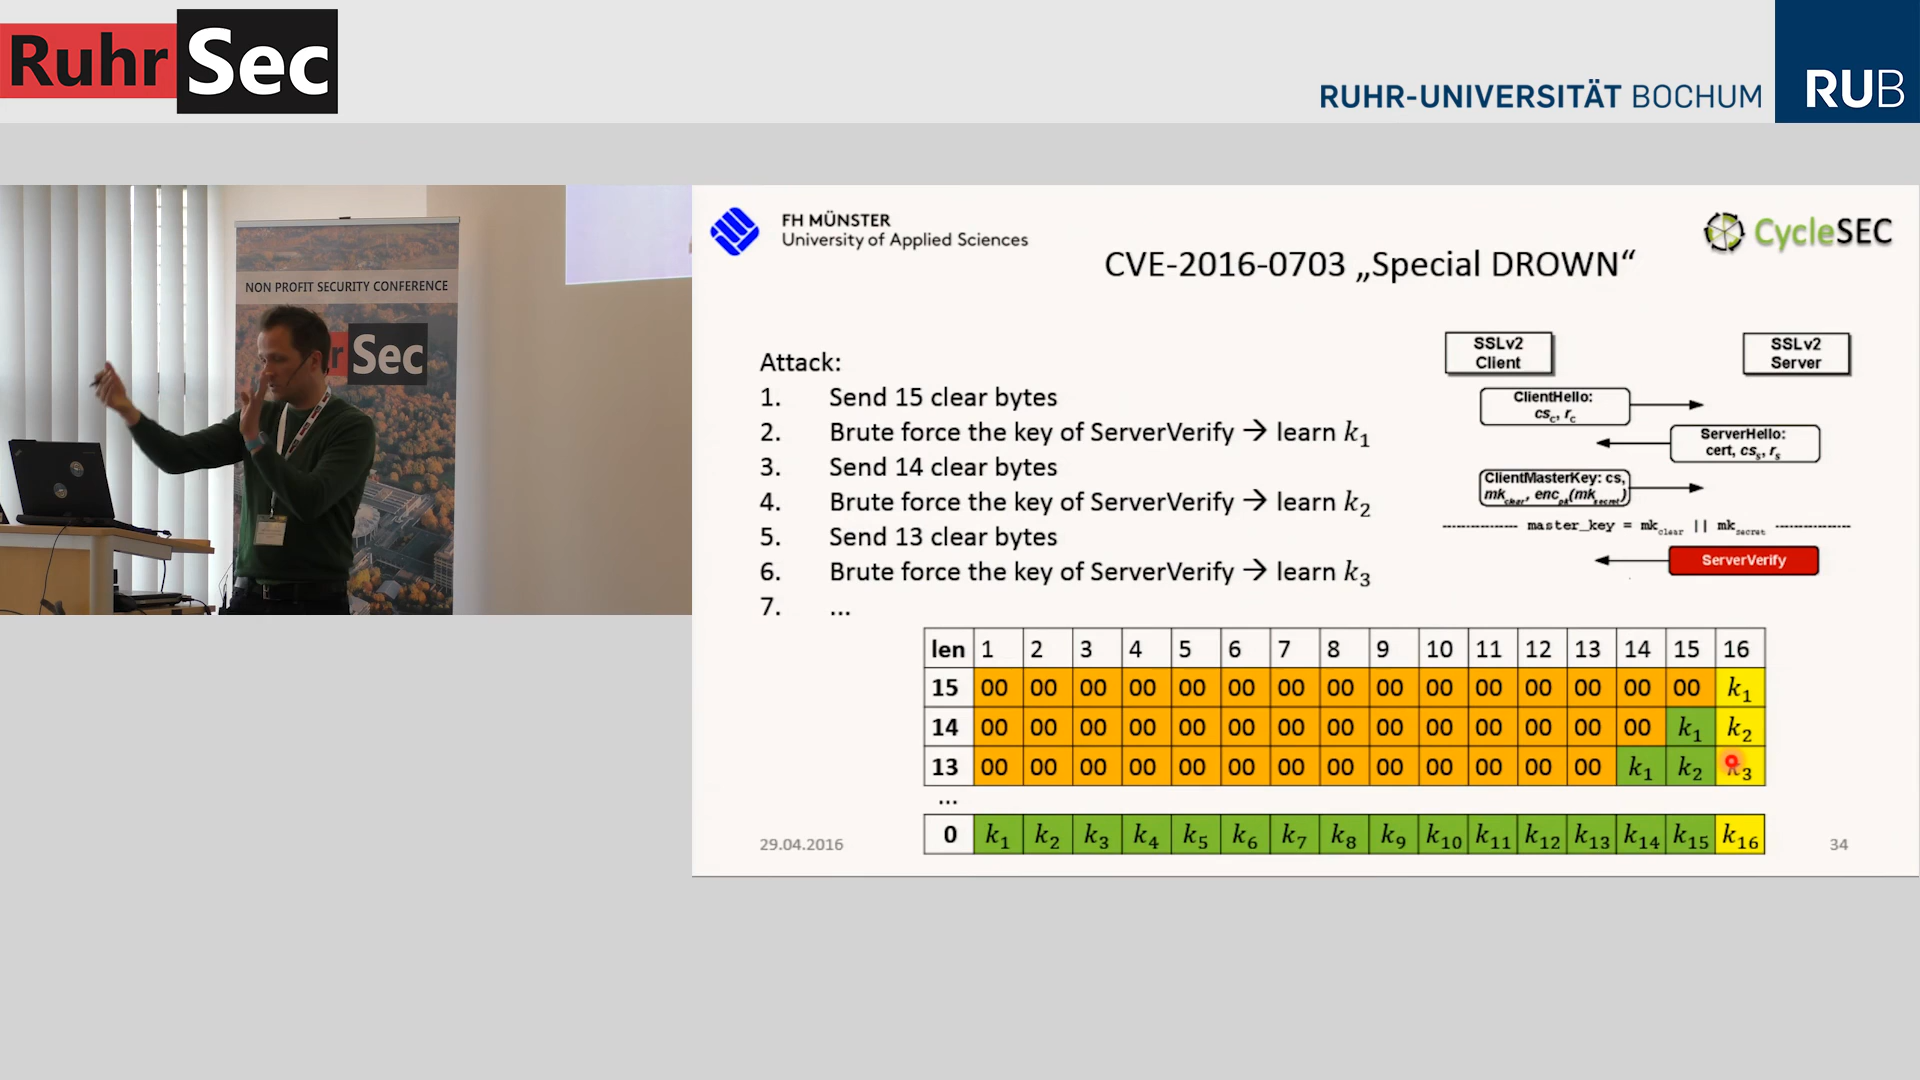 RuhrSec
RUHR-UNIVERSITÄT BOCHUM
RUB
NON PROFIT SECURITY CONFERENCE
r Sec
FH MÜNSTER
University of Applied Sciences
CycleSEC
CVE-2016-0703 „Special DROWN“
Attack:
1. Send 15 clear bytes
2. Brute force the key of ServerVerify → learn k₁
3. Send 14 clear bytes
4. Brute force the key of ServerVerify → learn k₂
5. Send 13 clear bytes
6. Brute force the key of ServerVerify → learn k₃
7. ...
SSLv2 Client
SSLv2 Server
ClientHello:
cs_c, r_c
ServerHello:
cert, cs_s, r_s
ClientMasterKey: cs,
mk_clear, enc_pk(mk_secret)
master_key = mk_clear || mk_secret
ServerVerify
len 1 2 3 4 5 6 7 8 9 10 11 12 13 14 15 16
15 00 00 00 00 00 00 00 00 00 00 00 00 00 00 00 k₁
14 00 00 00 00 00 00 00 00 00 00 00 00 00 00 k₁ k₂
13 00 00 00 00 00 00 00 00 00 00 00 00 00 k₁ k₂ k₃
...
0 k₁ k₂ k₃ k₄ k₅ k₆ k₇ k₈ k₉ k₁₀ k₁₁ k₁₂ k₁₃ k₁₄ k₁₅ k₁₆
29.04.2016
34